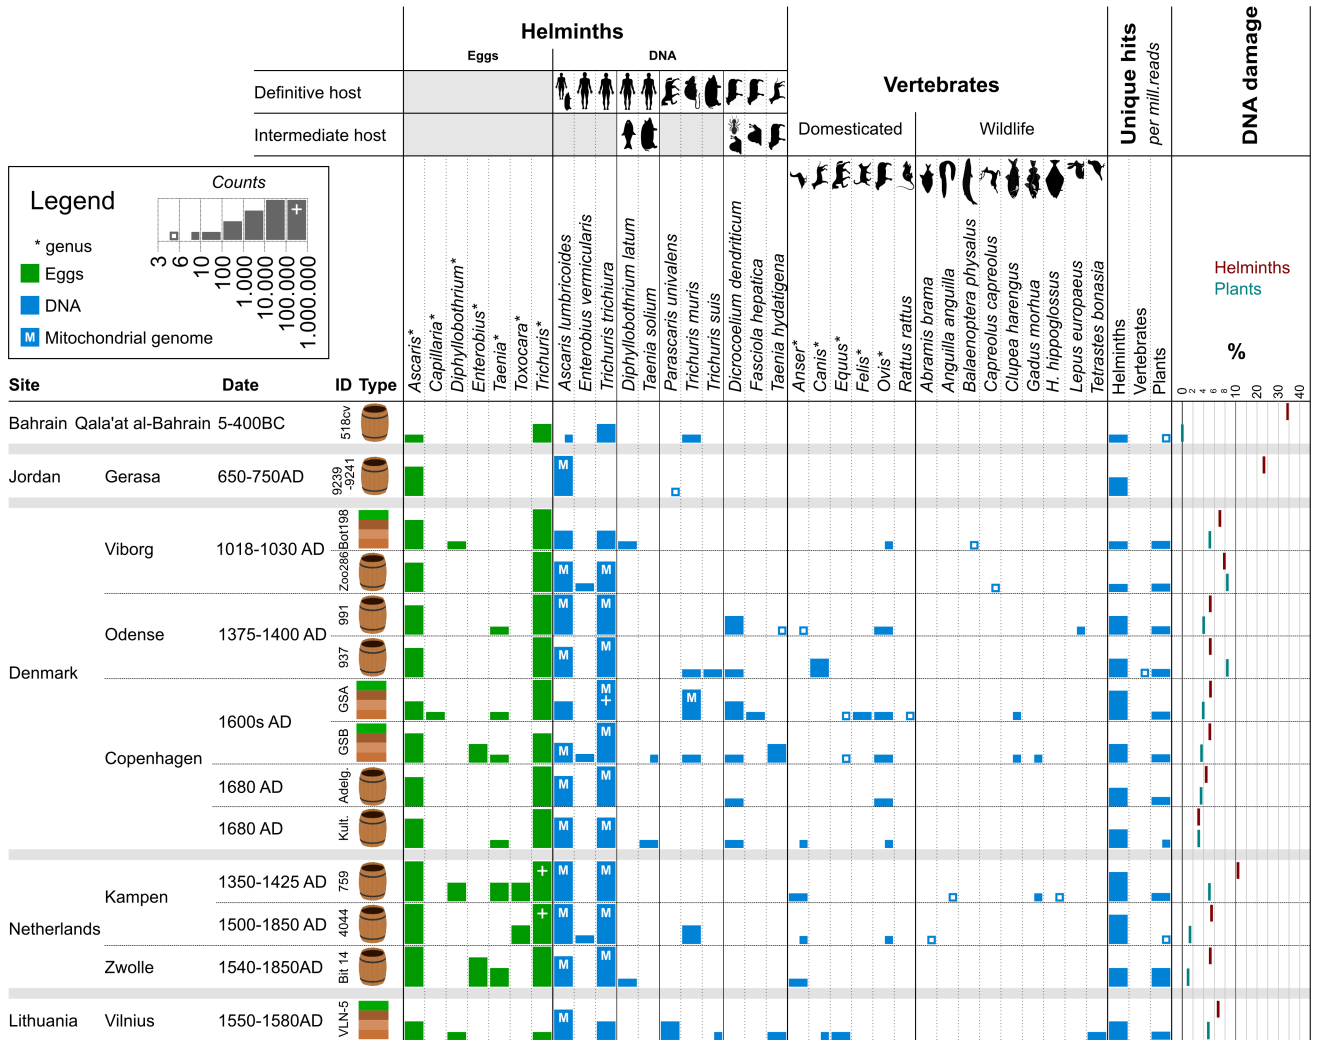 Helminths
Eggs
DNA
Definitive host
Intermediate host
Vertebrates
Domesticated
Wildlife
Unique hits
per mill.reads
DNA damage
Legend
Counts
+
3
6
10
100
1.000
10.000
100.000
1.000.000
* genus
Eggs
DNA
M Mitochondrial genome
Helminths
Plants
%
Site Date ID Type
Ascaris*
Capillaria*
Diphyllobothrium*
Enterobius*
Taenia*
Toxocara*
Trichuris*
Ascaris lumbricoides
Enterobius vermicularis
Trichuris trichiura
Diphyllobothrium latum
Taenia solium
Parascaris univalens
Trichuris muris
Trichuris suis
Dicrocoelium dendriticum
Fasciola hepatica
Taenia hydatigena
Anser*
Canis*
Equus*
Felis*
Ovis*
Rattus rattus
Abramis brama
Anguilla anguilla
Balaenoptera physalus
Capreolus capreolus
Clupea harengus
Gadus morhua
H. hippoglossus
Lepus europaeus
Tetrastes bonasia
Helminths
Vertebrates
Plants
0 2 4 6 8 10 20 30 40
Bahrain Qala'at al-Bahrain 5-400BC 518cv
Jordan Gerasa 650-750AD 9239
-9241
M
Viborg 1018-1030 AD
Bot198
Zoo286
M M
Odense 1375-1400 AD
991
M M
937
M M
Denmark
Copenhagen
1600s AD
GSA
M M
+
GSB
M M
1680 AD Adelg. M M
1680 AD Kult. M M
Netherlands
Kampen
1350-1425 AD 759 + M M
1500-1850 AD 4044 + M M
Zwolle 1540-1850AD Bit 14 M M
Lithuania Vilnius 1550-1580AD VLN-5 M